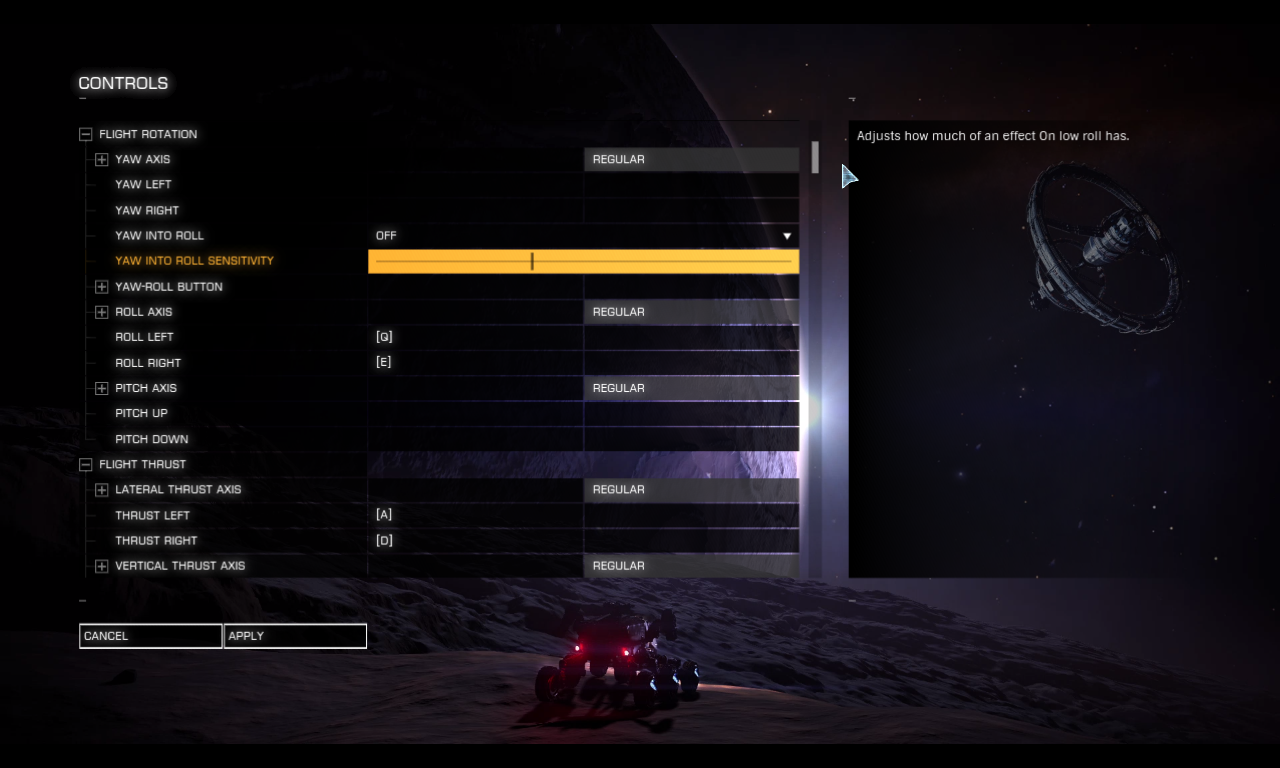 CONTROLS
FLIGHT ROTATION
Adjusts how much of an effect On low roll has.
YAW AXIS REGULAR
YAW LEFT
YAW RIGHT
YAW INTO ROLL OFF
YAW INTO ROLL SENSITIVITY
YAW-ROLL BUTTON
ROLL AXIS REGULAR
ROLL LEFT [Q]
ROLL RIGHT [E]
PITCH AXIS REGULAR
PITCH UP
PITCH DOWN
FLIGHT THRUST
LATERAL THRUST AXIS REGULAR
THRUST LEFT [A]
THRUST RIGHT [D]
VERTICAL THRUST AXIS REGULAR
CANCEL APPLY